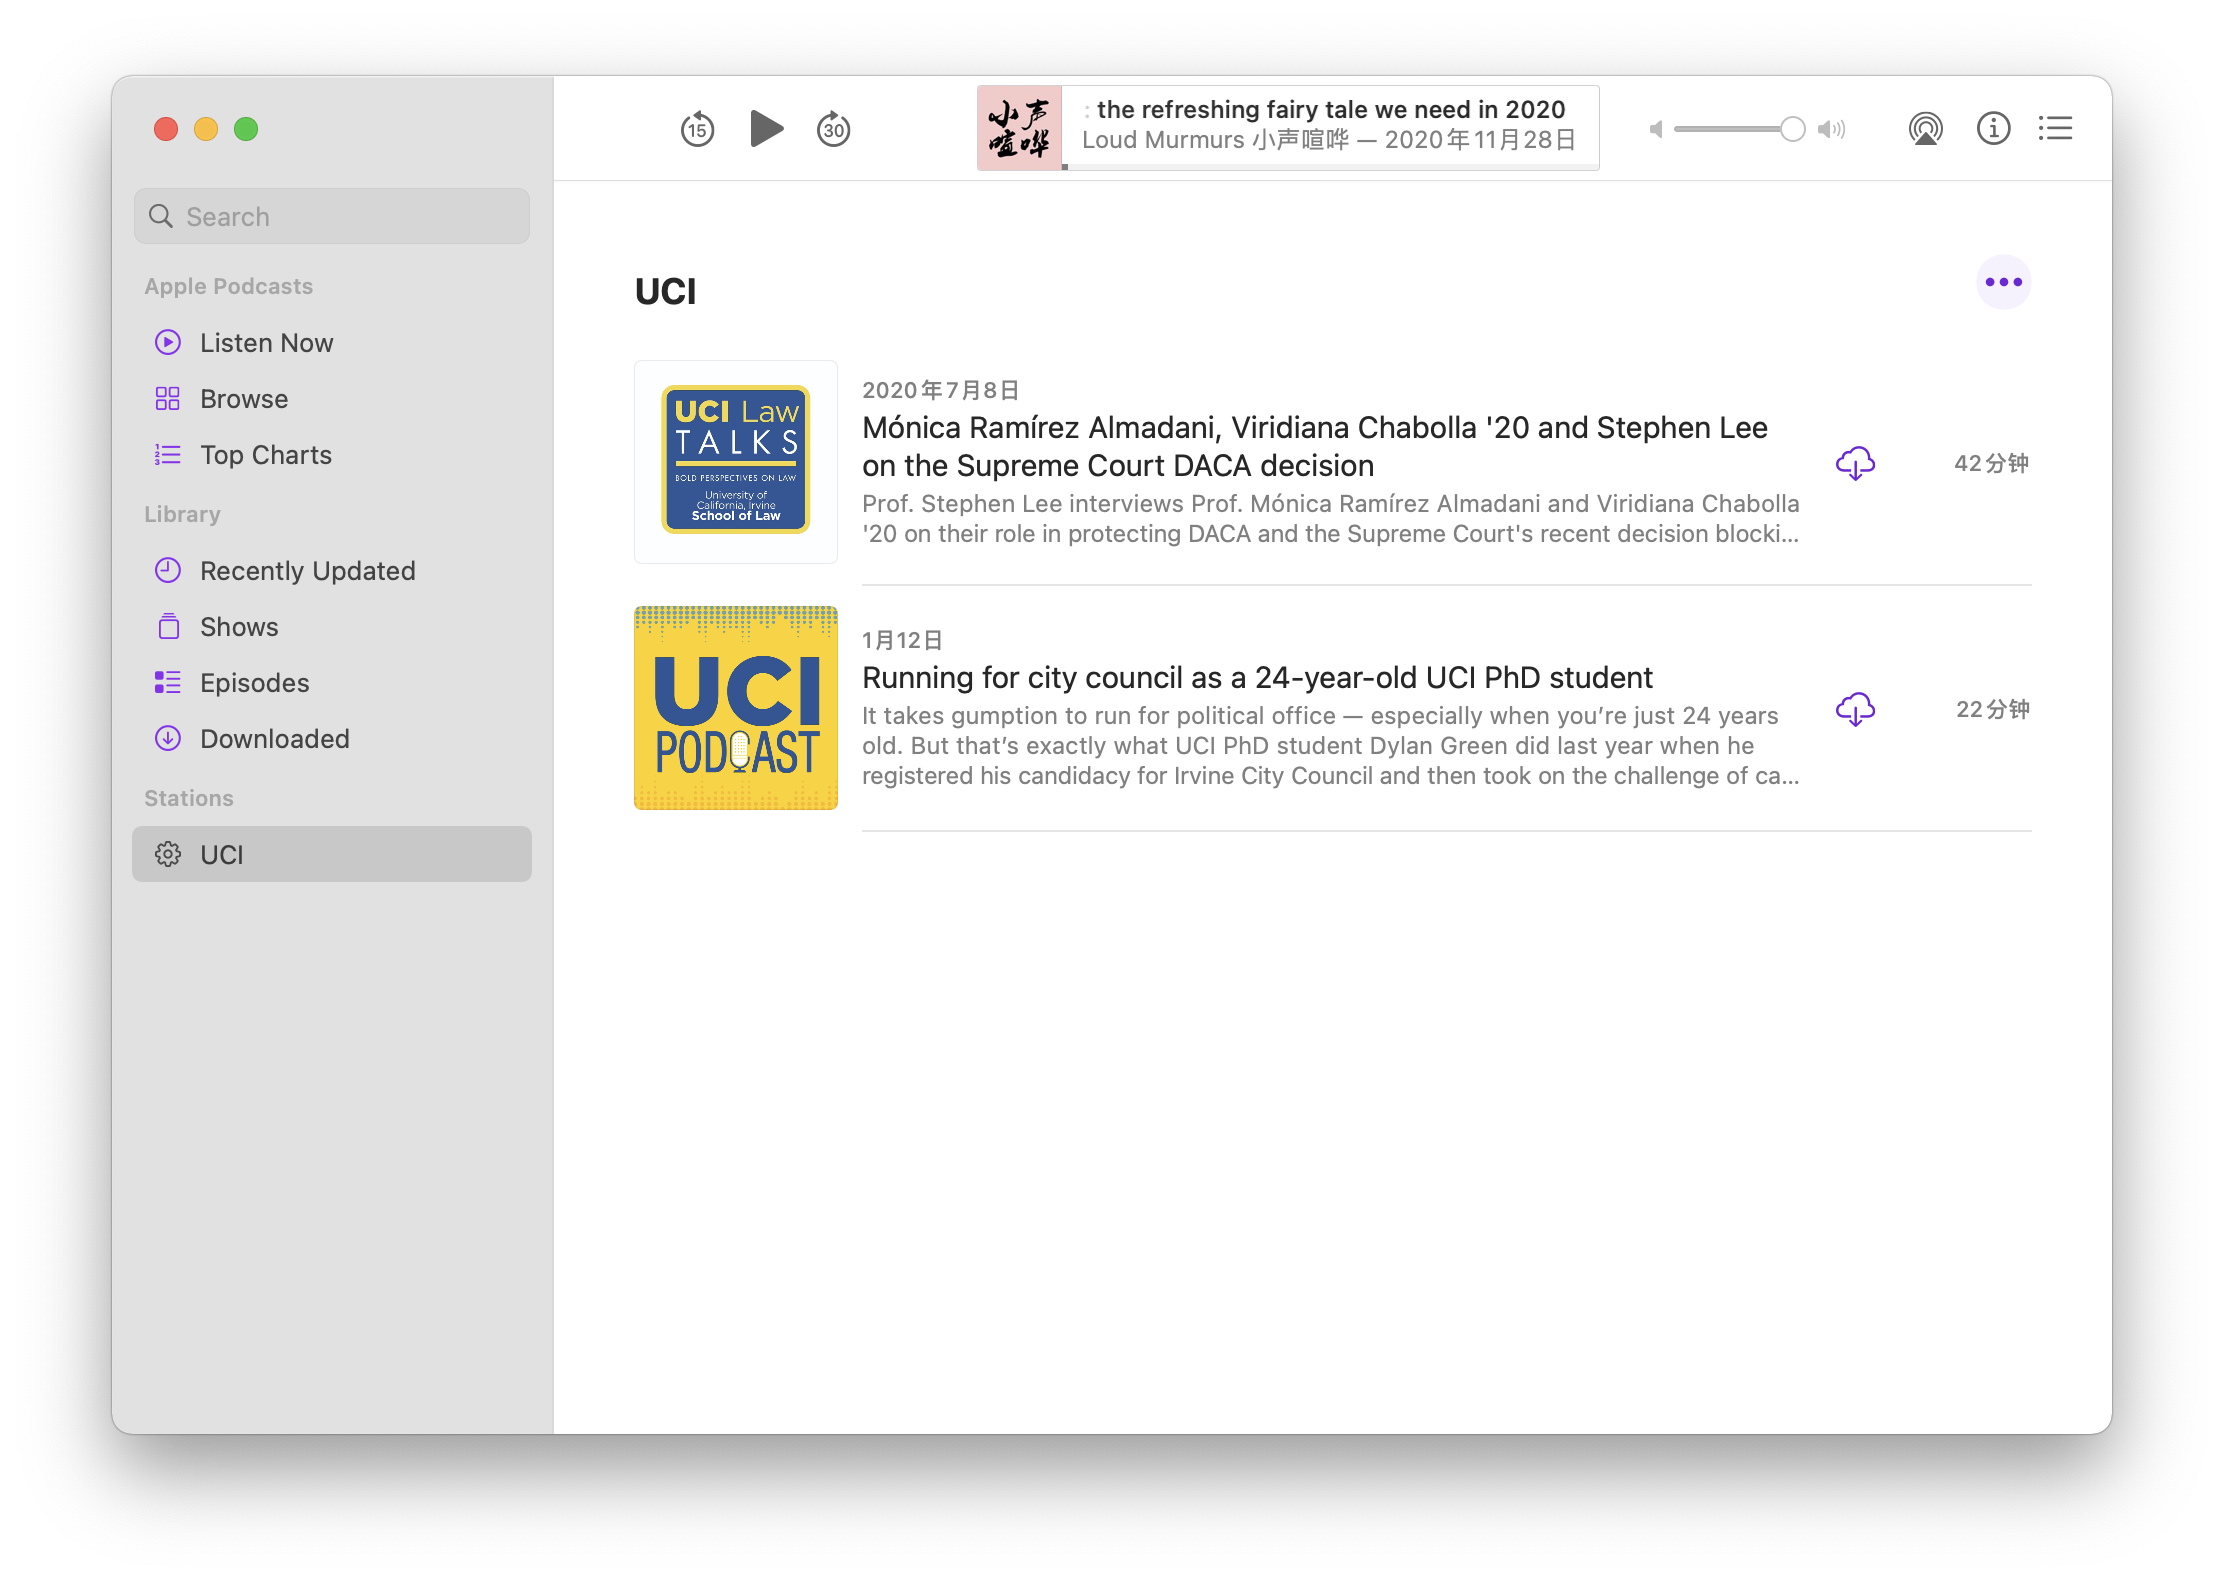 15
30
小声
喧哗
: the refreshing fairy tale we need in 2020
Loud Murmurs 小声喧哗 — 2020年11月28日
Search
Apple Podcasts
Listen Now
Browse
1
2
3
Top Charts
Library
Recently Updated
Shows
Episodes
Downloaded
Stations
UCI
UCI
UCI Law
TALKS
BOLD PERSPECTIVES ON LAW
University of
California, Irvine
School of Law
2020年7月8日
Mónica Ramírez Almadani, Viridiana Chabolla '20 and Stephen Lee
on the Supreme Court DACA decision
Prof. Stephen Lee interviews Prof. Mónica Ramírez Almadani and Viridiana Chabolla
'20 on their role in protecting DACA and the Supreme Court's recent decision blocki...
42分钟
UCI
PODCAST
1月12日
Running for city council as a 24-year-old UCI PhD student
It takes gumption to run for political office — especially when you’re just 24 years
old. But that’s exactly what UCI PhD student Dylan Green did last year when he
registered his candidacy for Irvine City Council and then took on the challenge of ca...
22分钟